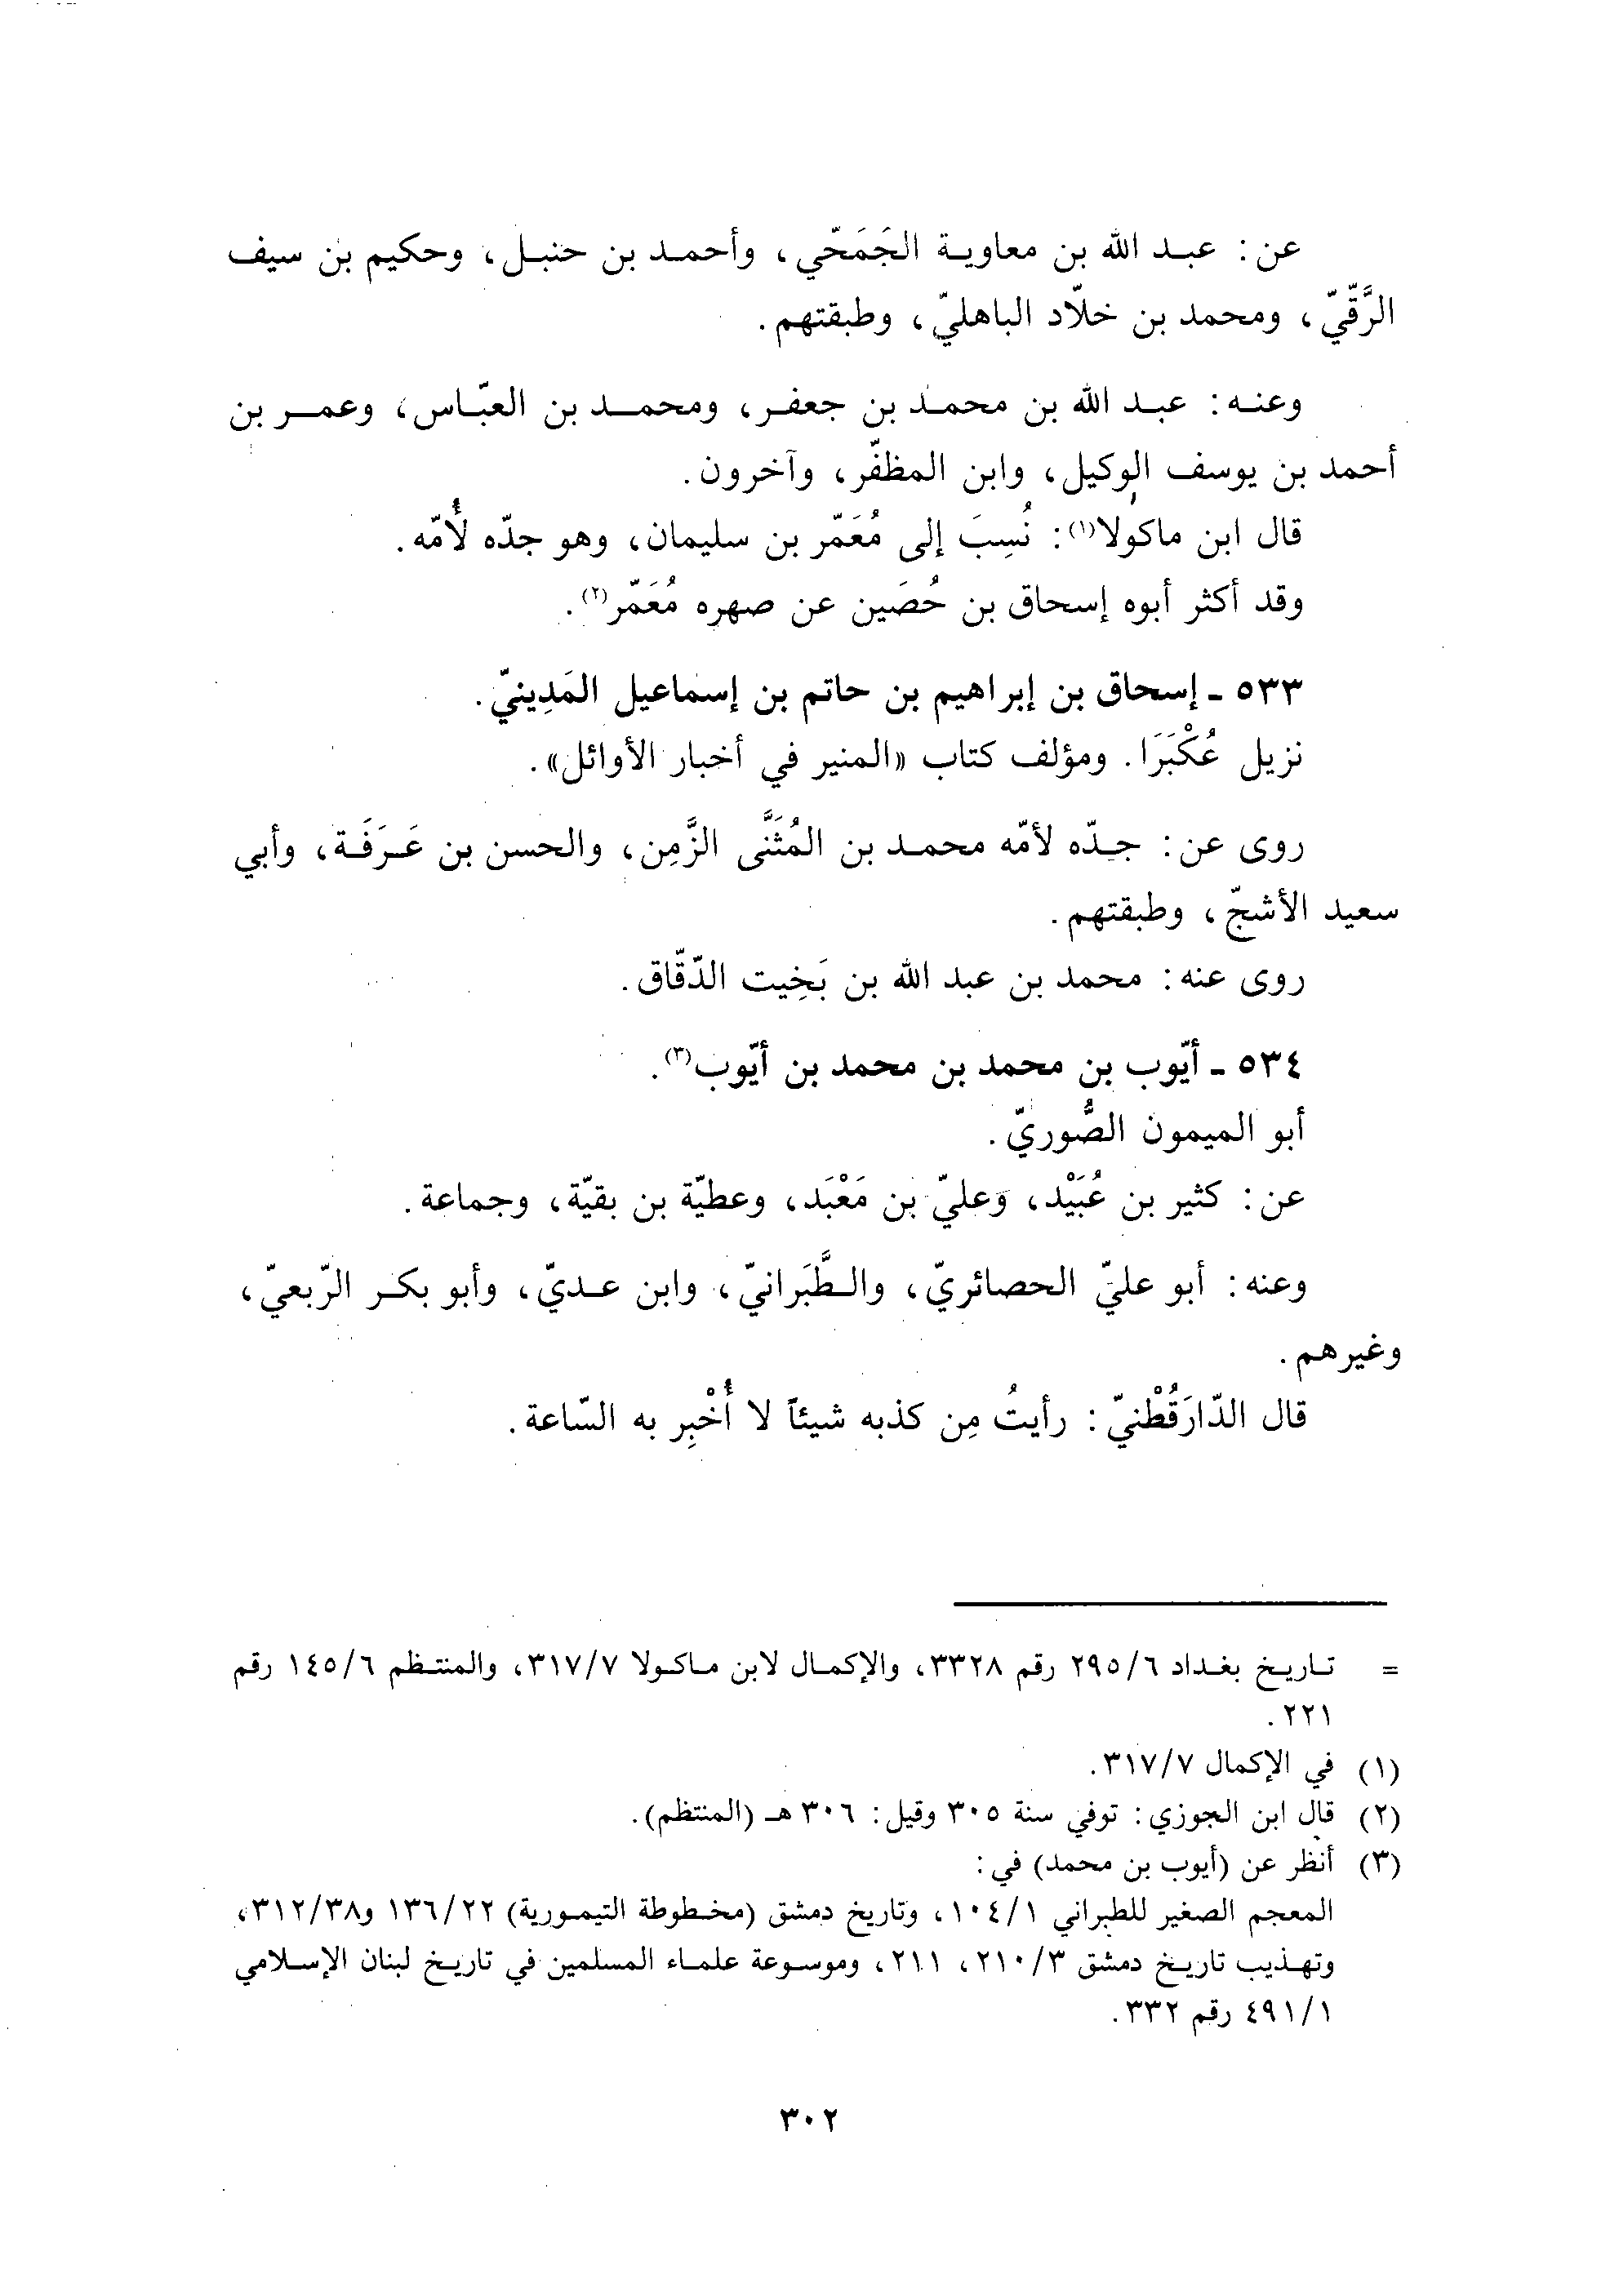 عن: عبد الله بن معاوية الجَمَحّي، وأحمد بن حنبل، وحكيم بن سيف
الرَّقّيّ، ومحمد بن خلّاد الباهليّ، وطبقتهم.
وعنه: عبد الله بن محمد بن جعفر، ومحمد بن العبّاس، وعمر بن
أحمد بن يوسف الوكيل، وابن المظفّر، وآخرون.
قال ابن ماكولا(١): نُسِبَ إلى مُعَمّر بن سليمان، وهو جدّه لأُمّه.
وقد أكثر أبوه إسحاق بن حُصَين عن صهره مُعَمّر(٢).
٥٣٣ - إسحاق بن إبراهيم بن حاتم بن إسماعيل المَدِينيّ.
نزيل عُكْبَرَا. ومؤلف كتاب «المنير في أخبار الأوائل».
روى عن: جدّه لأمّه محمد بن المُثَنَّى الزَّمِن، والحسن بن عَرَفَة، وأبي
سعيد الأشجّ، وطبقتهم.
روى عنه: محمد بن عبد الله بن بَخِيت الدّقّاق.
٥٣٤ - أيّوب بن محمد بن محمد بن أيّوب(٣).
أبو الميمون الصُّوريّ.
عن: كثير بن عُبَيْد، وَعليّ بن مَعْبَد، وعطيّة بن بقيّة، وجماعة.
وعنه: أبو عليّ الحصائريّ، والطَّبَرانيّ، وابن عديّ، وأبو بكر الرّبعيّ،
وغيرهم.
قال الدّارَقُطْنيّ: رأيتُ مِن كذبه شيئاً لا أُخْبِر به السّاعة.
= تاريخ بغداد ٢٩٥/٦ رقم ٣٣٢٨، والإكمال لابن ماكولا ٣١٧/٧، والمنتظم ١٤٥/٦ رقم
٢٢١.
(١) في الإكمال ٣١٧/٧.
(٢) قال ابن الجوزي: توفي سنة ٣٠٥ وقيل: ٣٠٦ هـ (المنتظم).
(٣) أنظر عن (أيوب بن محمد) في:
المعجم الصغير للطبراني ١٠٤/١، وتاريخ دمشق (مخطوطة التيمورية) ١٣٦/٢٢ و٣١٢/٣٨،
وتهذيب تاريخ دمشق ٢١٠/٣، ٢١١، وموسوعة علماء المسلمين في تاريخ لبنان الإسلامي
٤٩١/١ رقم ٣٣٢.
٣٠٢